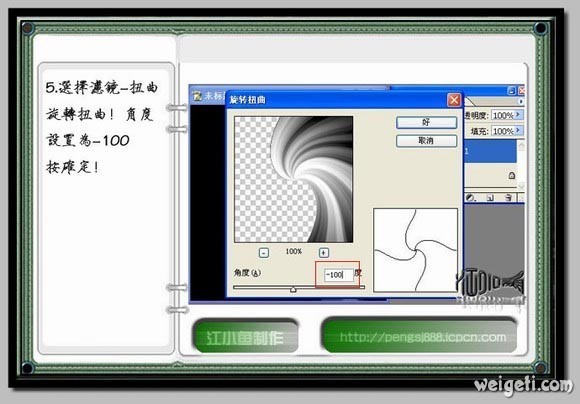 5.選擇濾鏡-扭曲
旋轉扭曲！角度
設置為-100
按確定！
未标
旋转扭曲
好
取消
透明度: 100%
填充: 100%
1
100%
角度(A)
-100
度
江小鱼制作
http://pengsj888.icpcn.com
weigeti.com